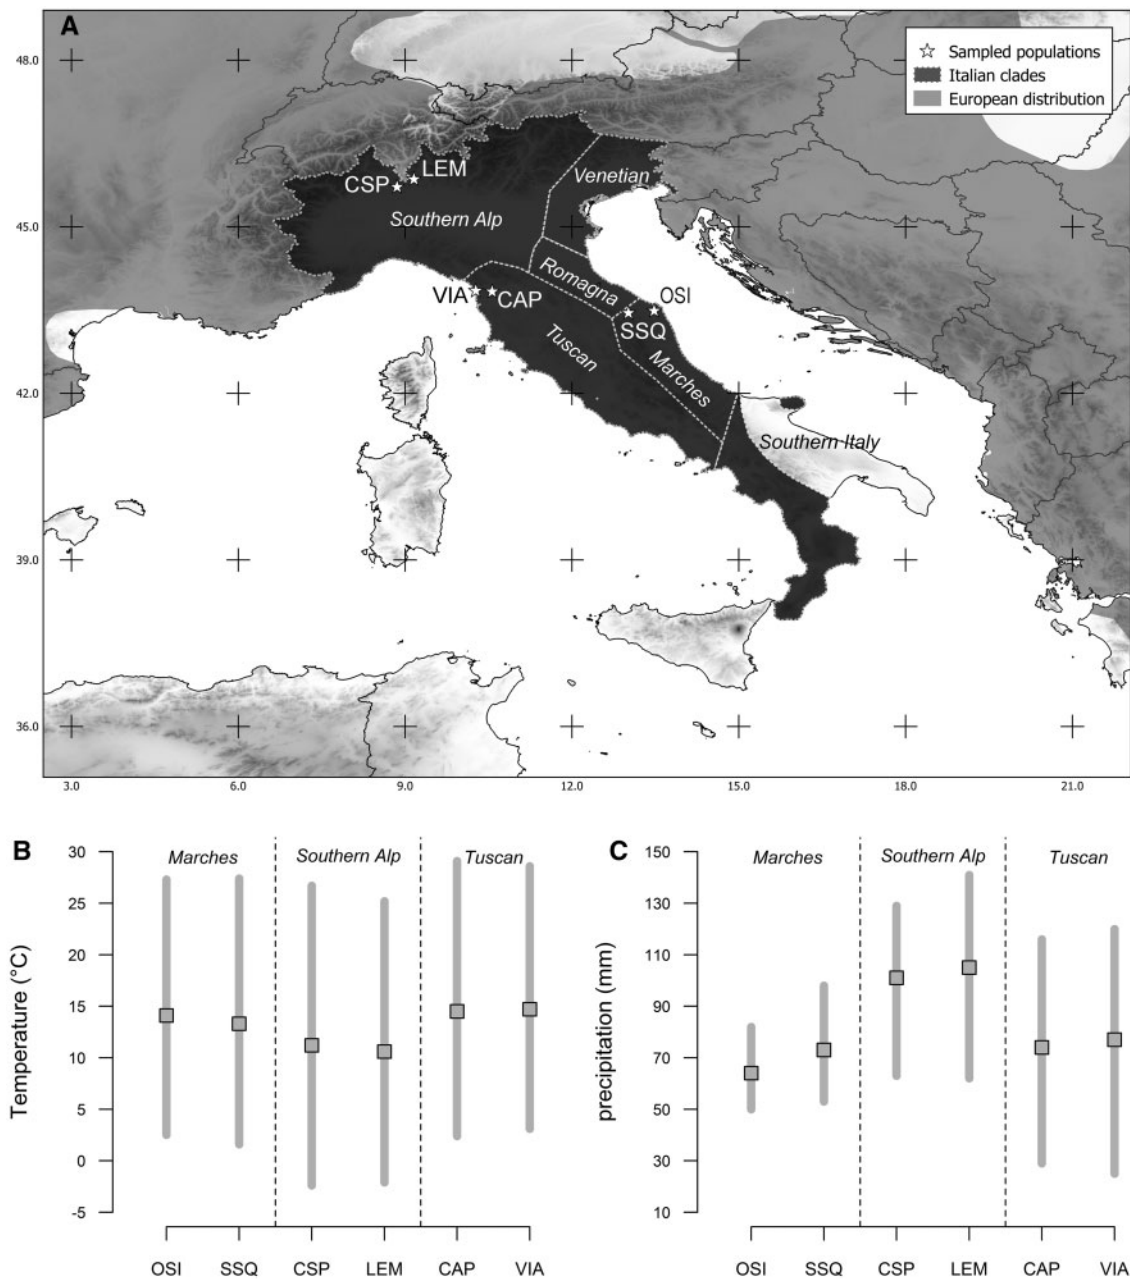 A
48.0
45.0
42.0
39.0
36.0
3.0 6.0 9.0 12.0 15.0 18.0 21.0
Sampled populations
Italian clades
European distribution
LEM
CSP
Venetian
Southern Alp
Romagna
VIA CAP
OSI
SSQ
Tuscan
Marches
Southern Italy
B
Marches Southern Alp Tuscan
Temperature (°C)
30
25
20
15
10
5
0
-5
OSI SSQ CSP LEM CAP VIA
C
Marches Southern Alp Tuscan
precipitation (mm)
150
130
110
90
70
50
30
10
OSI SSQ CSP LEM CAP VIA